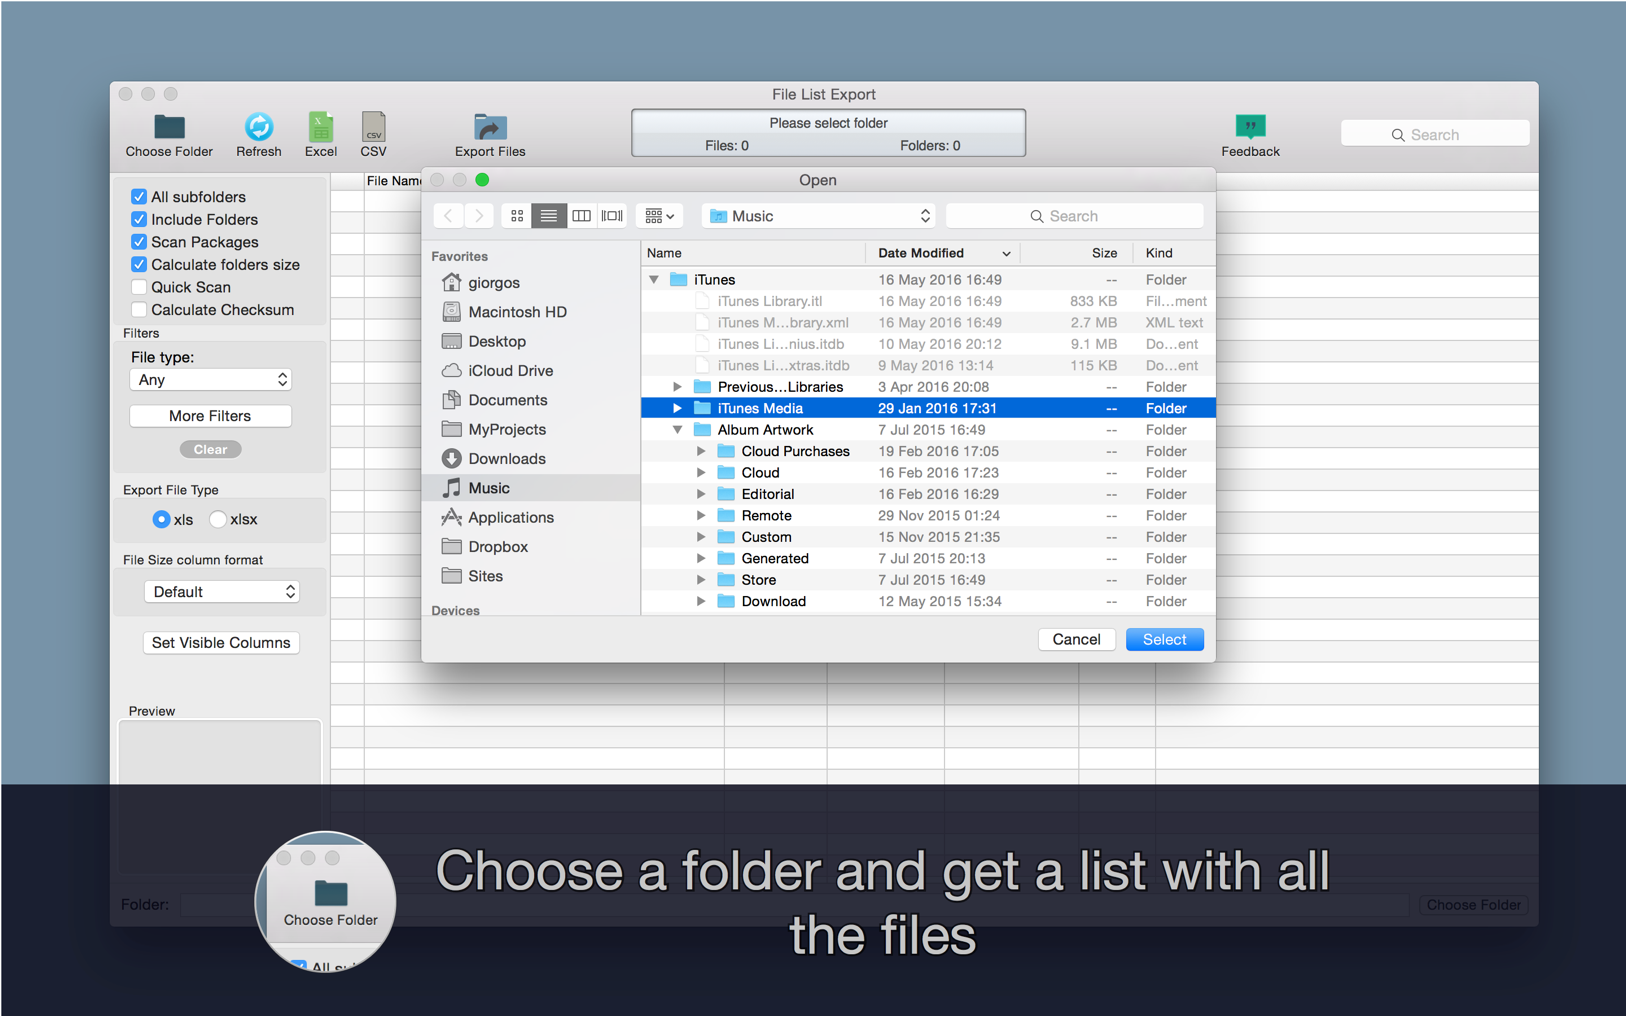 File List Export
Choose Folder
Refresh
Excel
CSV
Export Files
Please select folder
Files: 0
Folders: 0
Feedback
Search
All subfolders
Include Folders
Scan Packages
Calculate folders size
Quick Scan
Calculate Checksum
Filters
File type:
Any
More Filters
Clear
Export File Type
xls
xlsx
File Size column format
Default
Set Visible Columns
Preview
File Name
Open
Music
Search
Favorites
giorgos
Macintosh HD
Desktop
iCloud Drive
Documents
MyProjects
Downloads
Music
Applications
Dropbox
Sites
Devices
Name Date Modified Size Kind
iTunes 16 May 2016 16:49 -- Folder
iTunes Library.itl 16 May 2016 16:49 833 KB Fil...ment
iTunes M...brary.xml 16 May 2016 16:49 2.7 MB XML text
iTunes Li...nius.itdb 10 May 2016 20:12 9.1 MB Do...ent
iTunes Li...xtras.itdb 9 May 2016 13:14 115 KB Do...ent
Previous...Libraries 3 Apr 2016 20:08 -- Folder
iTunes Media 29 Jan 2016 17:31 -- Folder
Album Artwork 7 Jul 2015 16:49 -- Folder
Cloud Purchases 19 Feb 2016 17:05 -- Folder
Cloud 16 Feb 2016 17:23 -- Folder
Editorial 16 Feb 2016 16:29 -- Folder
Remote 29 Nov 2015 01:24 -- Folder
Custom 15 Nov 2015 21:35 -- Folder
Generated 7 Jul 2015 20:13 -- Folder
Store 7 Jul 2015 16:49 -- Folder
Download 12 May 2015 15:34 -- Folder
Cancel
Select
Folder:
Choose Folder
Choose Folder
All su
Choose a folder and get a list with all
the files